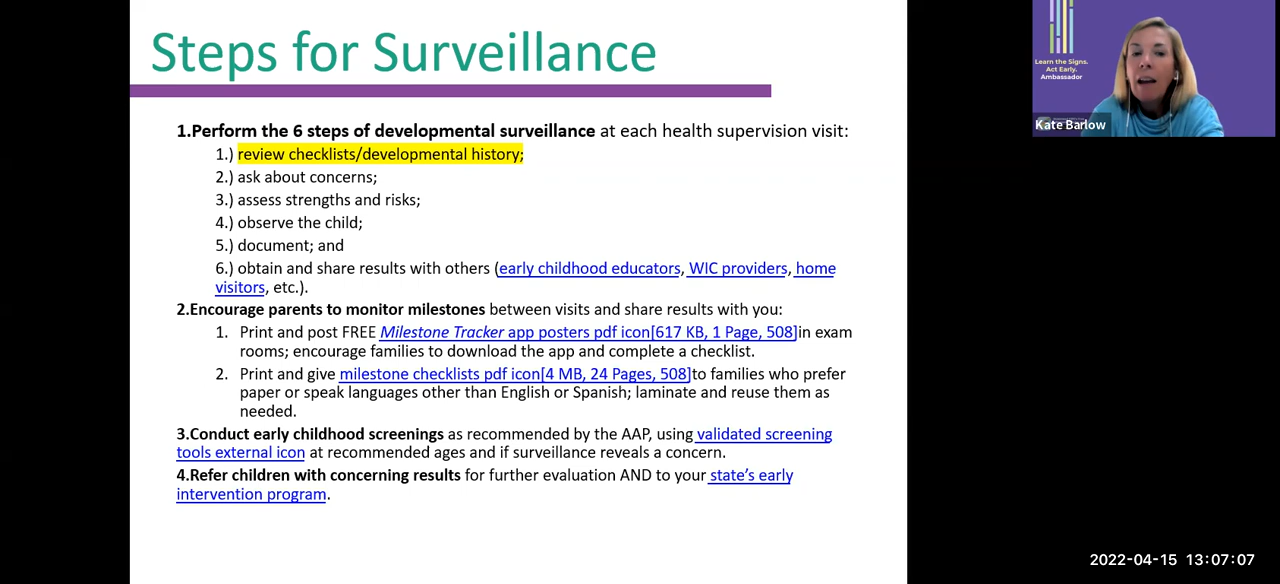 Steps for Surveillance
1.Perform the 6 steps of developmental surveillance at each health supervision visit:
1.) review checklists/developmental history;
2.) ask about concerns;
3.) assess strengths and risks;
4.) observe the child;
5.) document; and
6.) obtain and share results with others (early childhood educators, WIC providers, home
visitors, etc.).
2.Encourage parents to monitor milestones between visits and share results with you:
1. Print and post FREE Milestone Tracker app posters pdf icon[617 KB, 1 Page, 508]in exam
rooms; encourage families to download the app and complete a checklist.
2. Print and give milestone checklists pdf icon[4 MB, 24 Pages, 508]to families who prefer
paper or speak languages other than English or Spanish; laminate and reuse them as
needed.
3.Conduct early childhood screenings as recommended by the AAP, using validated screening
tools external icon at recommended ages and if surveillance reveals a concern.
4.Refer children with concerning results for further evaluation AND to your state's early
intervention program.
Learn the Signs.
Act Early.
Ambassador
Kate Barlow
2022-04-15 13:07:07